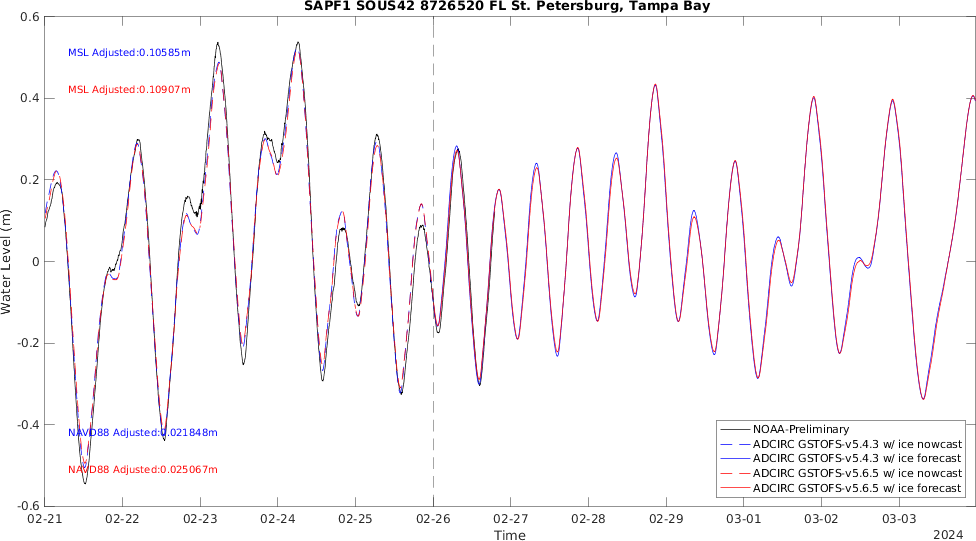 SAPF1 SOUS42 8726520 FL St. Petersburg, Tampa Bay
MSL Adjusted:0.10585m
MSL Adjusted:0.10907m
NAVD88 Adjusted:0.021848m
NAVD88 Adjusted:0.025067m
Water Level (m)
0.6
0.4
0.2
0
-0.2
-0.4
-0.6
NOAA-Preliminary
ADCIRC GSTOFS-v5.4.3 w/ ice nowcast
ADCIRC GSTOFS-v5.4.3 w/ ice forecast
ADCIRC GSTOFS-v5.6.5 w/ ice nowcast
ADCIRC GSTOFS-v5.6.5 w/ ice forecast
02-21 02-22 02-23 02-24 02-25 02-26 02-27 02-28 02-29 03-01 03-02 03-03
Time
2024